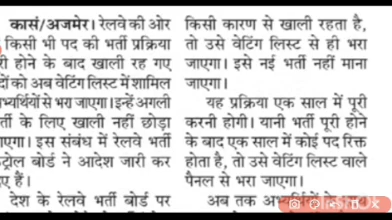 कासं/अजमेर। रेलवे की ओर
किसी भी पद की भर्ती प्रक्रिया
री होने के बाद खाली रह गए
दों को अब वेटिंग लिस्ट में शामिल
भ्यर्थियों से भरा जाएगा। इन्हें अगली
र्ती के लिए खाली नहीं छोड़ा
एगा। इस संबंध में रेलवे भर्ती
ट्रोल बोर्ड ने आदेश जारी कर
ए हैं।
देश के रेलवे भर्ती बोर्ड पर
किसी कारण से खाली रहता है,
तो उसे वेटिंग लिस्ट से ही भरा
जाएगा। इसे नई भर्ती नहीं माना
जाएगा।
यह प्रक्रिया एक साल में पूरी
करनी होगी। यानी भर्ती पूरी होने
के बाद एक साल में कोई पद रिक्त
होता है, तो उसे वेटिंग लिस्ट वाले
पैनल से भरा जाएगा।
अब तक